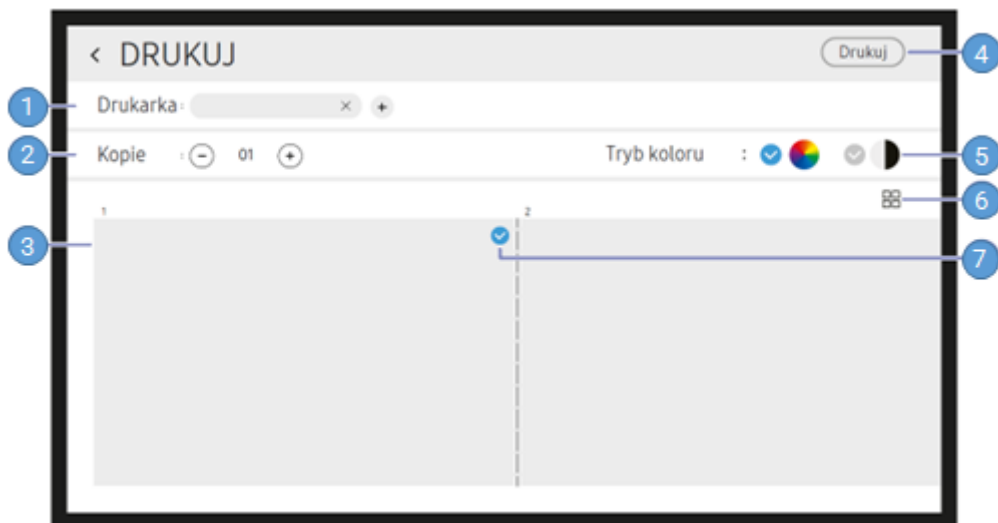 < DRUKUJ Drukuj 4
1 Drukarka : × +
2 Kopie : − 01 + Tryb koloru : 5
6
1 2
3 7